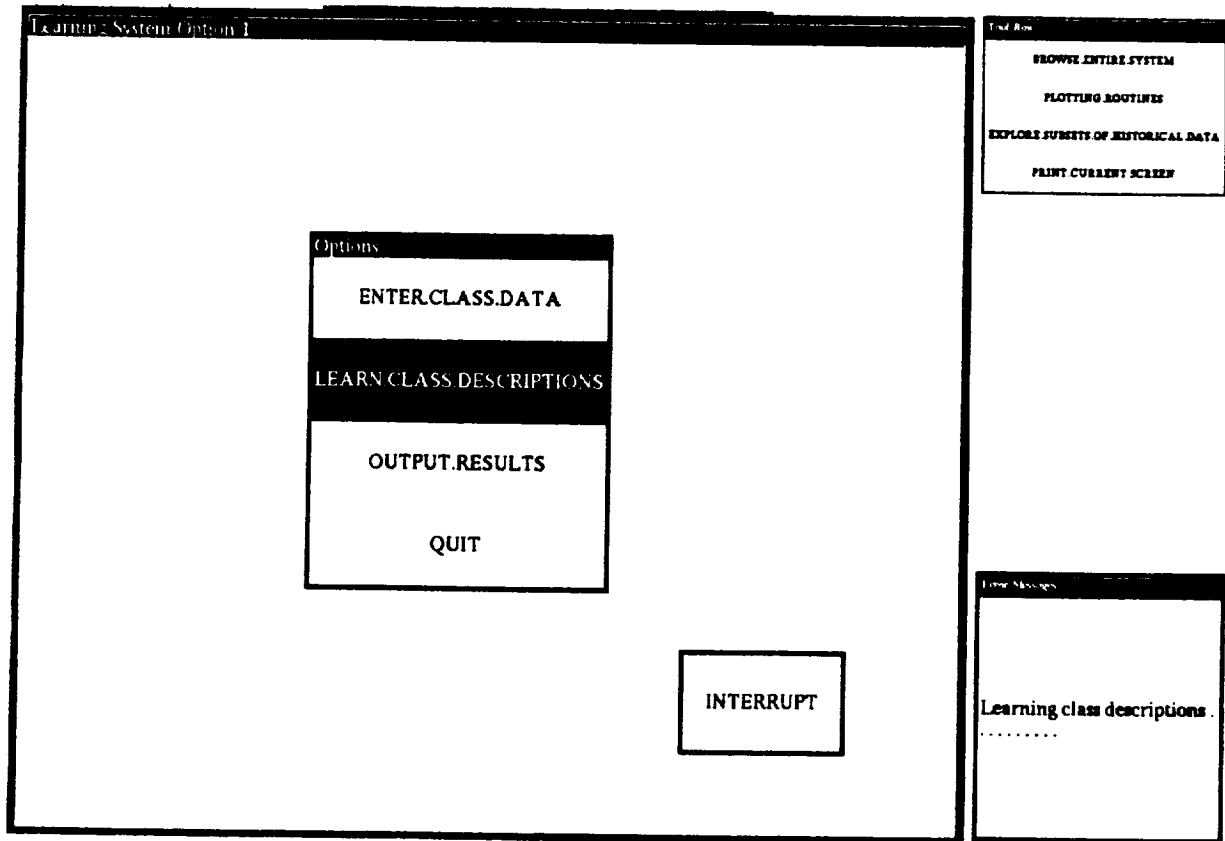 Learning System Option 1
Options
ENTER.CLASS.DATA
LEARN.CLASS.DESCRIPTIONS
OUTPUT.RESULTS
QUIT
INTERRUPT
Tool Row
BROWSE.ENTIRE.SYSTEM
PLOTTING.ROUTINES
EXPLORE.SUBSETS.OF.HISTORICAL.DATA
PRINT.CURRENT.SCREEN
Error Messages
Learning class descriptions .
. . . . . . . . .